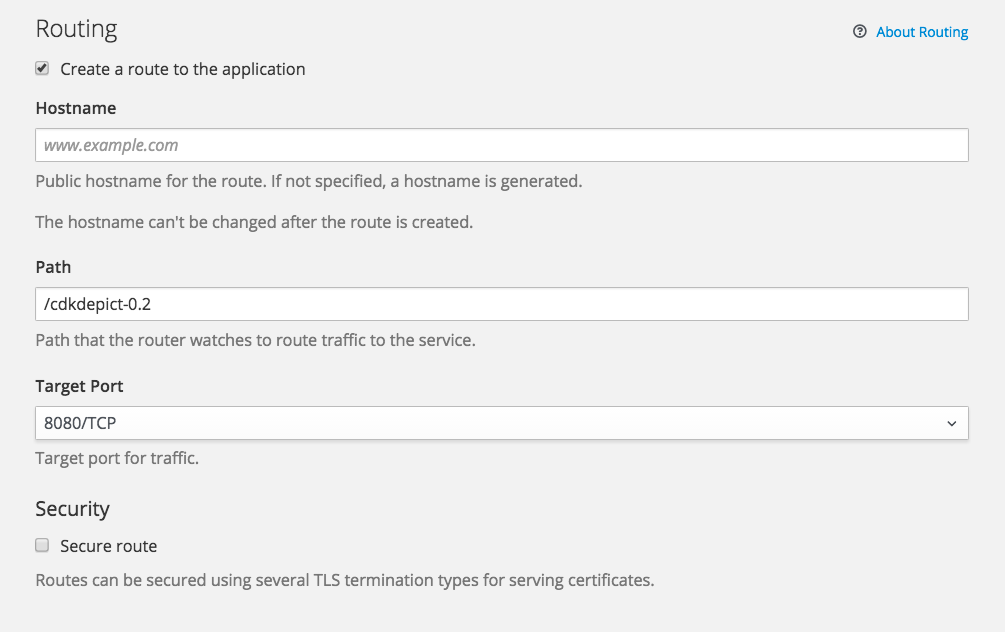 Routing
About Routing
Create a route to the application
Hostname
www.example.com
Public hostname for the route. If not specified, a hostname is generated.
The hostname can't be changed after the route is created.
Path
/cdkdepict-0.2
Path that the router watches to route traffic to the service.
Target Port
8080/TCP
Target port for traffic.
Security
Secure route
Routes can be secured using several TLS termination types for serving certificates.